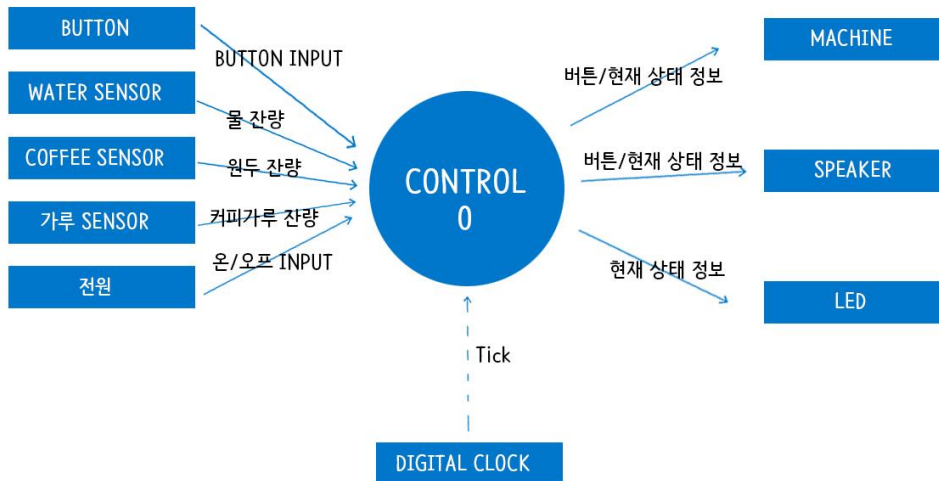 BUTTON
BUTTON INPUT
WATER SENSOR
물 잔량
COFFEE SENSOR
원두 잔량
가루 SENSOR
커피가루 잔량
전원
온/오프 INPUT
CONTROL
0
버튼/현재 상태 정보
MACHINE
버튼/현재 상태 정보
SPEAKER
현재 상태 정보
LED
Tick
DIGITAL CLOCK